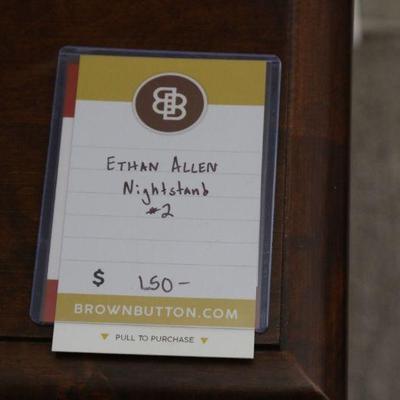 BB
ETHAN ALLEN
Nightstand
#2
$ 150-
BROWNBUTTON.COM
PULL TO PURCHASE